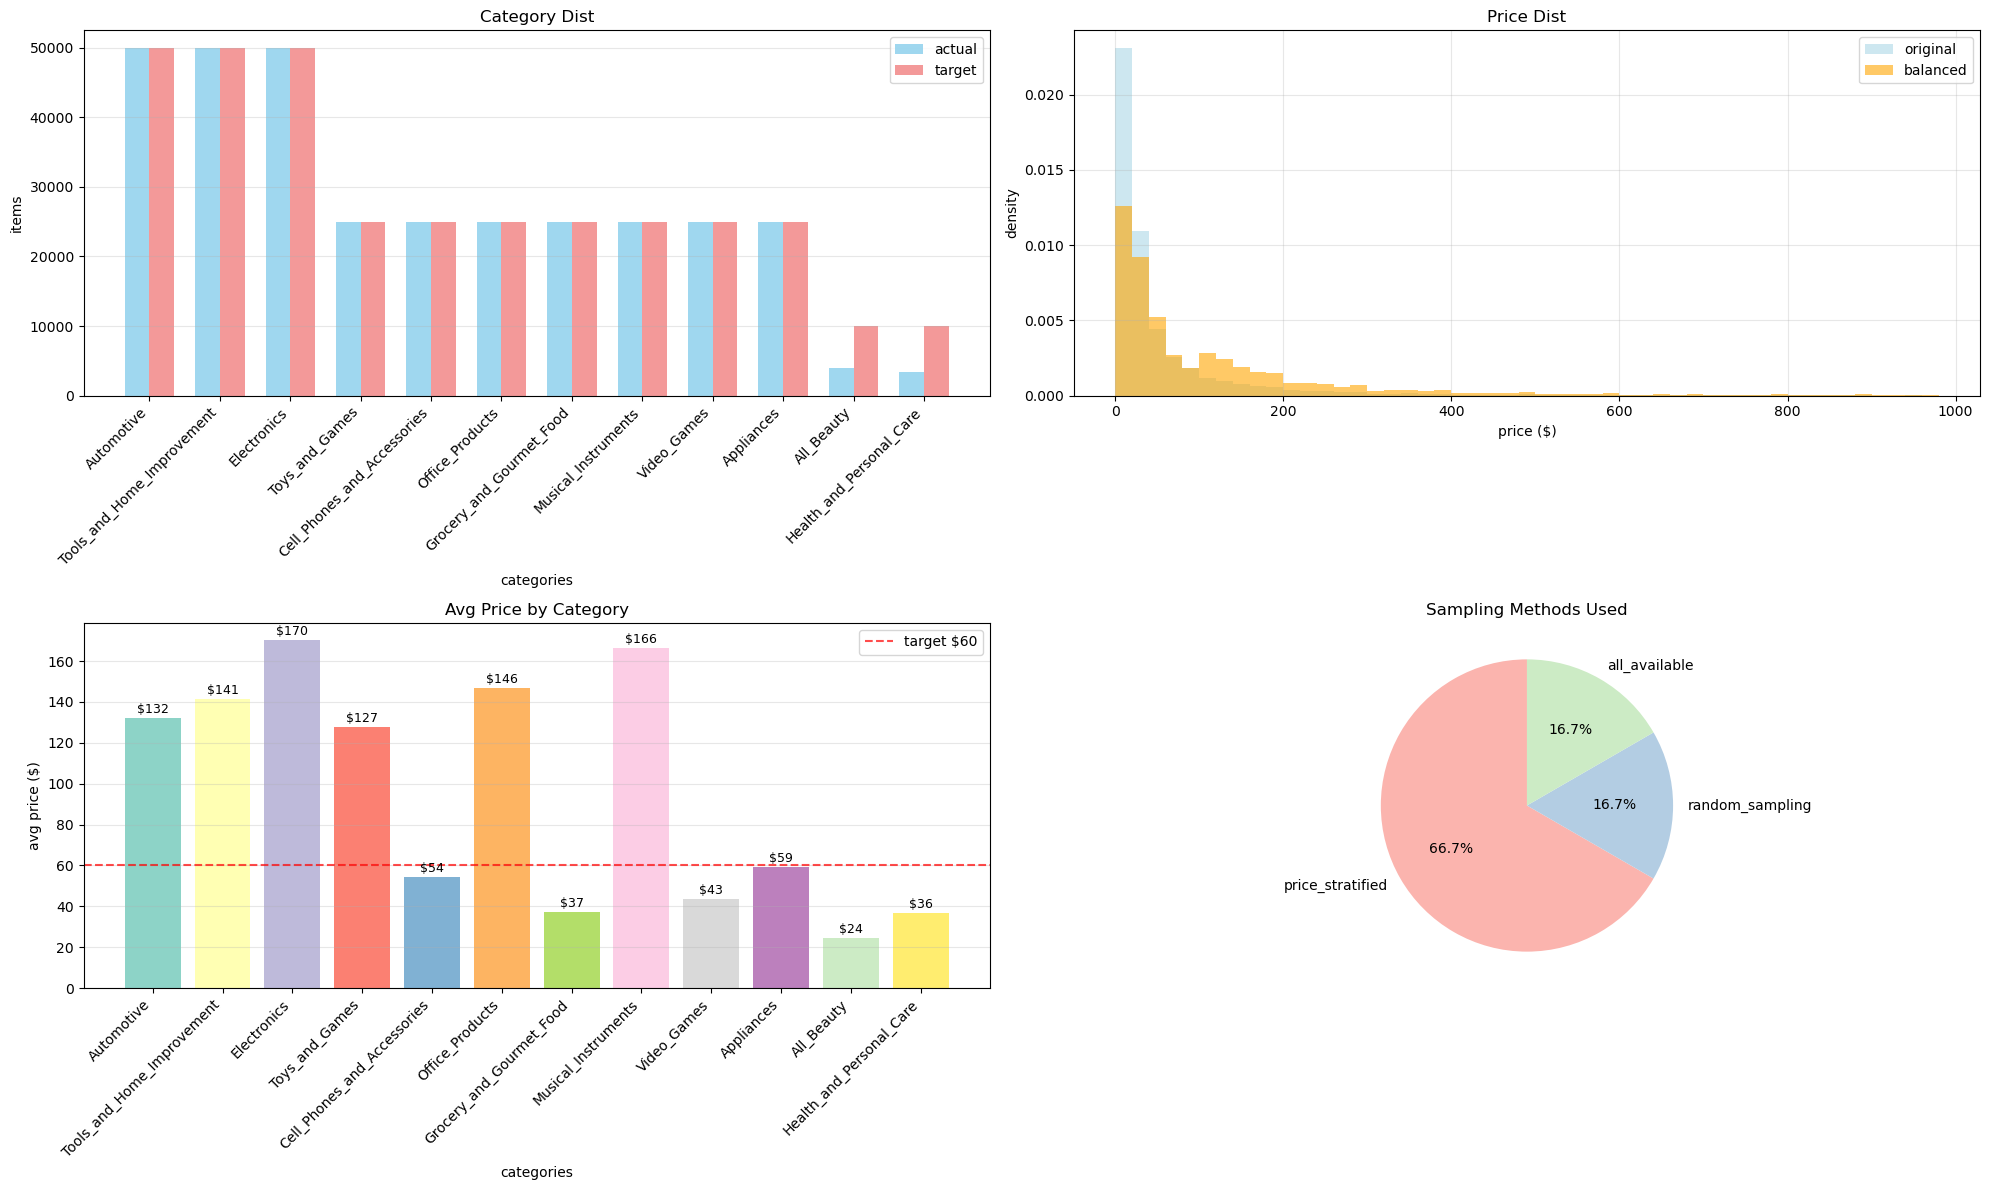 Category Dist
actual
target
50000
40000
30000
20000
10000
0
items
Automotive
Tools_and_Home_Improvement
Electronics
Toys_and_Games
Cell_Phones_and_Accessories
Office_Products
Grocery_and_Gourmet_Food
Musical_Instruments
Video_Games
Appliances
All_Beauty
Health_and_Personal_Care
categories
Price Dist
original
balanced
0.020
0.015
0.010
0.005
0.000
density
0 200 400 600 800 1000
price ($)
Avg Price by Category
target $60
160
140
120
100
80
60
40
20
0
avg price ($)
$132
$141
$170
$127
$54
$146
$37
$166
$43
$59
$24
$36
Automotive
Tools_and_Home_Improvement
Electronics
Toys_and_Games
Cell_Phones_and_Accessories
Office_Products
Grocery_and_Gourmet_Food
Musical_Instruments
Video_Games
Appliances
All_Beauty
Health_and_Personal_Care
categories
Sampling Methods Used
all_available
16.7%
random_sampling
16.7%
price_stratified
66.7%